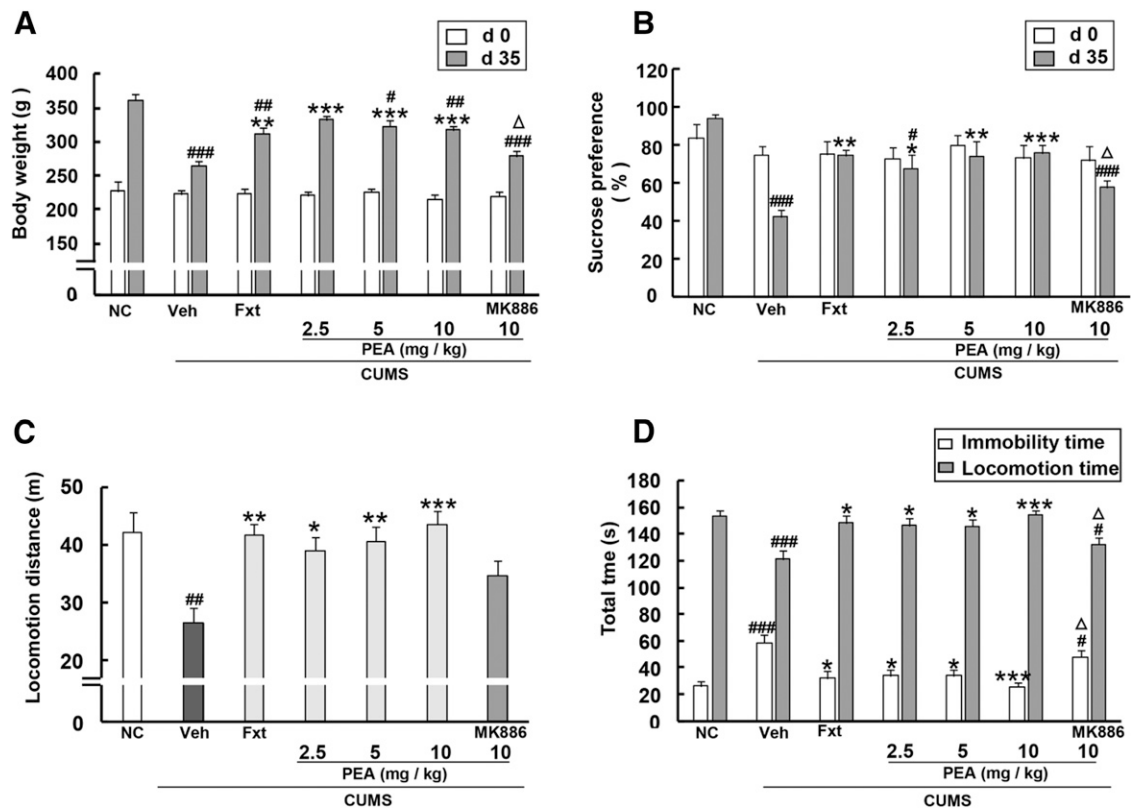 A
d 0
d 35
Body weight (g)
400
350
300
250
200
150
0
###
##
**
***
#
***
##
***
Δ
###
NC Veh Fxt MK886
2.5 5 10 10
PEA (mg / kg)
CUMS
B
d 0
d 35
Sucrose preference
( % )
120
100
80
60
40
20
0
###
**
#
*
**
***
Δ
###
NC Veh Fxt MK886
2.5 5 10 10
PEA (mg / kg)
CUMS
C
Locomotion distance (m)
50
40
30
20
0
##
**
*
**
***
NC Veh Fxt MK886
2.5 5 10 10
PEA (mg / kg)
CUMS
D
Immobility time
Locomotion time
Total tme (s)
180
160
140
120
100
80
60
40
20
0
###
###
*
*
*
*
*
*
***
***
Δ
#
Δ
#
NC Veh Fxt MK886
2.5 5 10 10
PEA (mg / kg)
CUMS